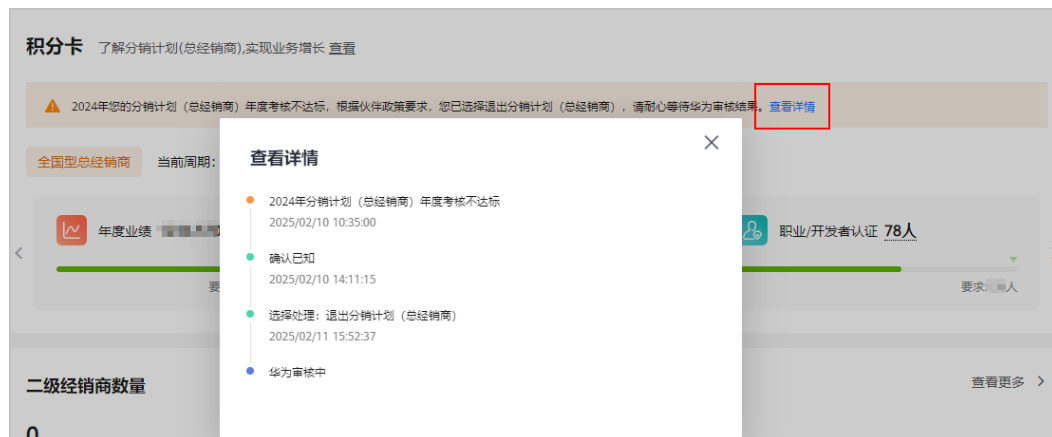 积分卡 了解分销计划(总经销商),实现业务增长 查看
2024年您的分销计划（总经销商）年度考核不达标，根据伙伴政策要求，您已选择退出分销计划（总经销商），请耐心等待华为审核结果。查看详情
全国型总经销商 当前周期：
查看详情
2024年分销计划（总经销商）年度考核不达标
2025/02/10 10:35:00
年度业绩
职业/开发者认证 78人
确认已知
2025/02/10 14:11:15
要
要求: 人
选择处理：退出分销计划（总经销商）
2025/02/11 15:52:37
华为审核中
二级经销商数量
查看更多
0